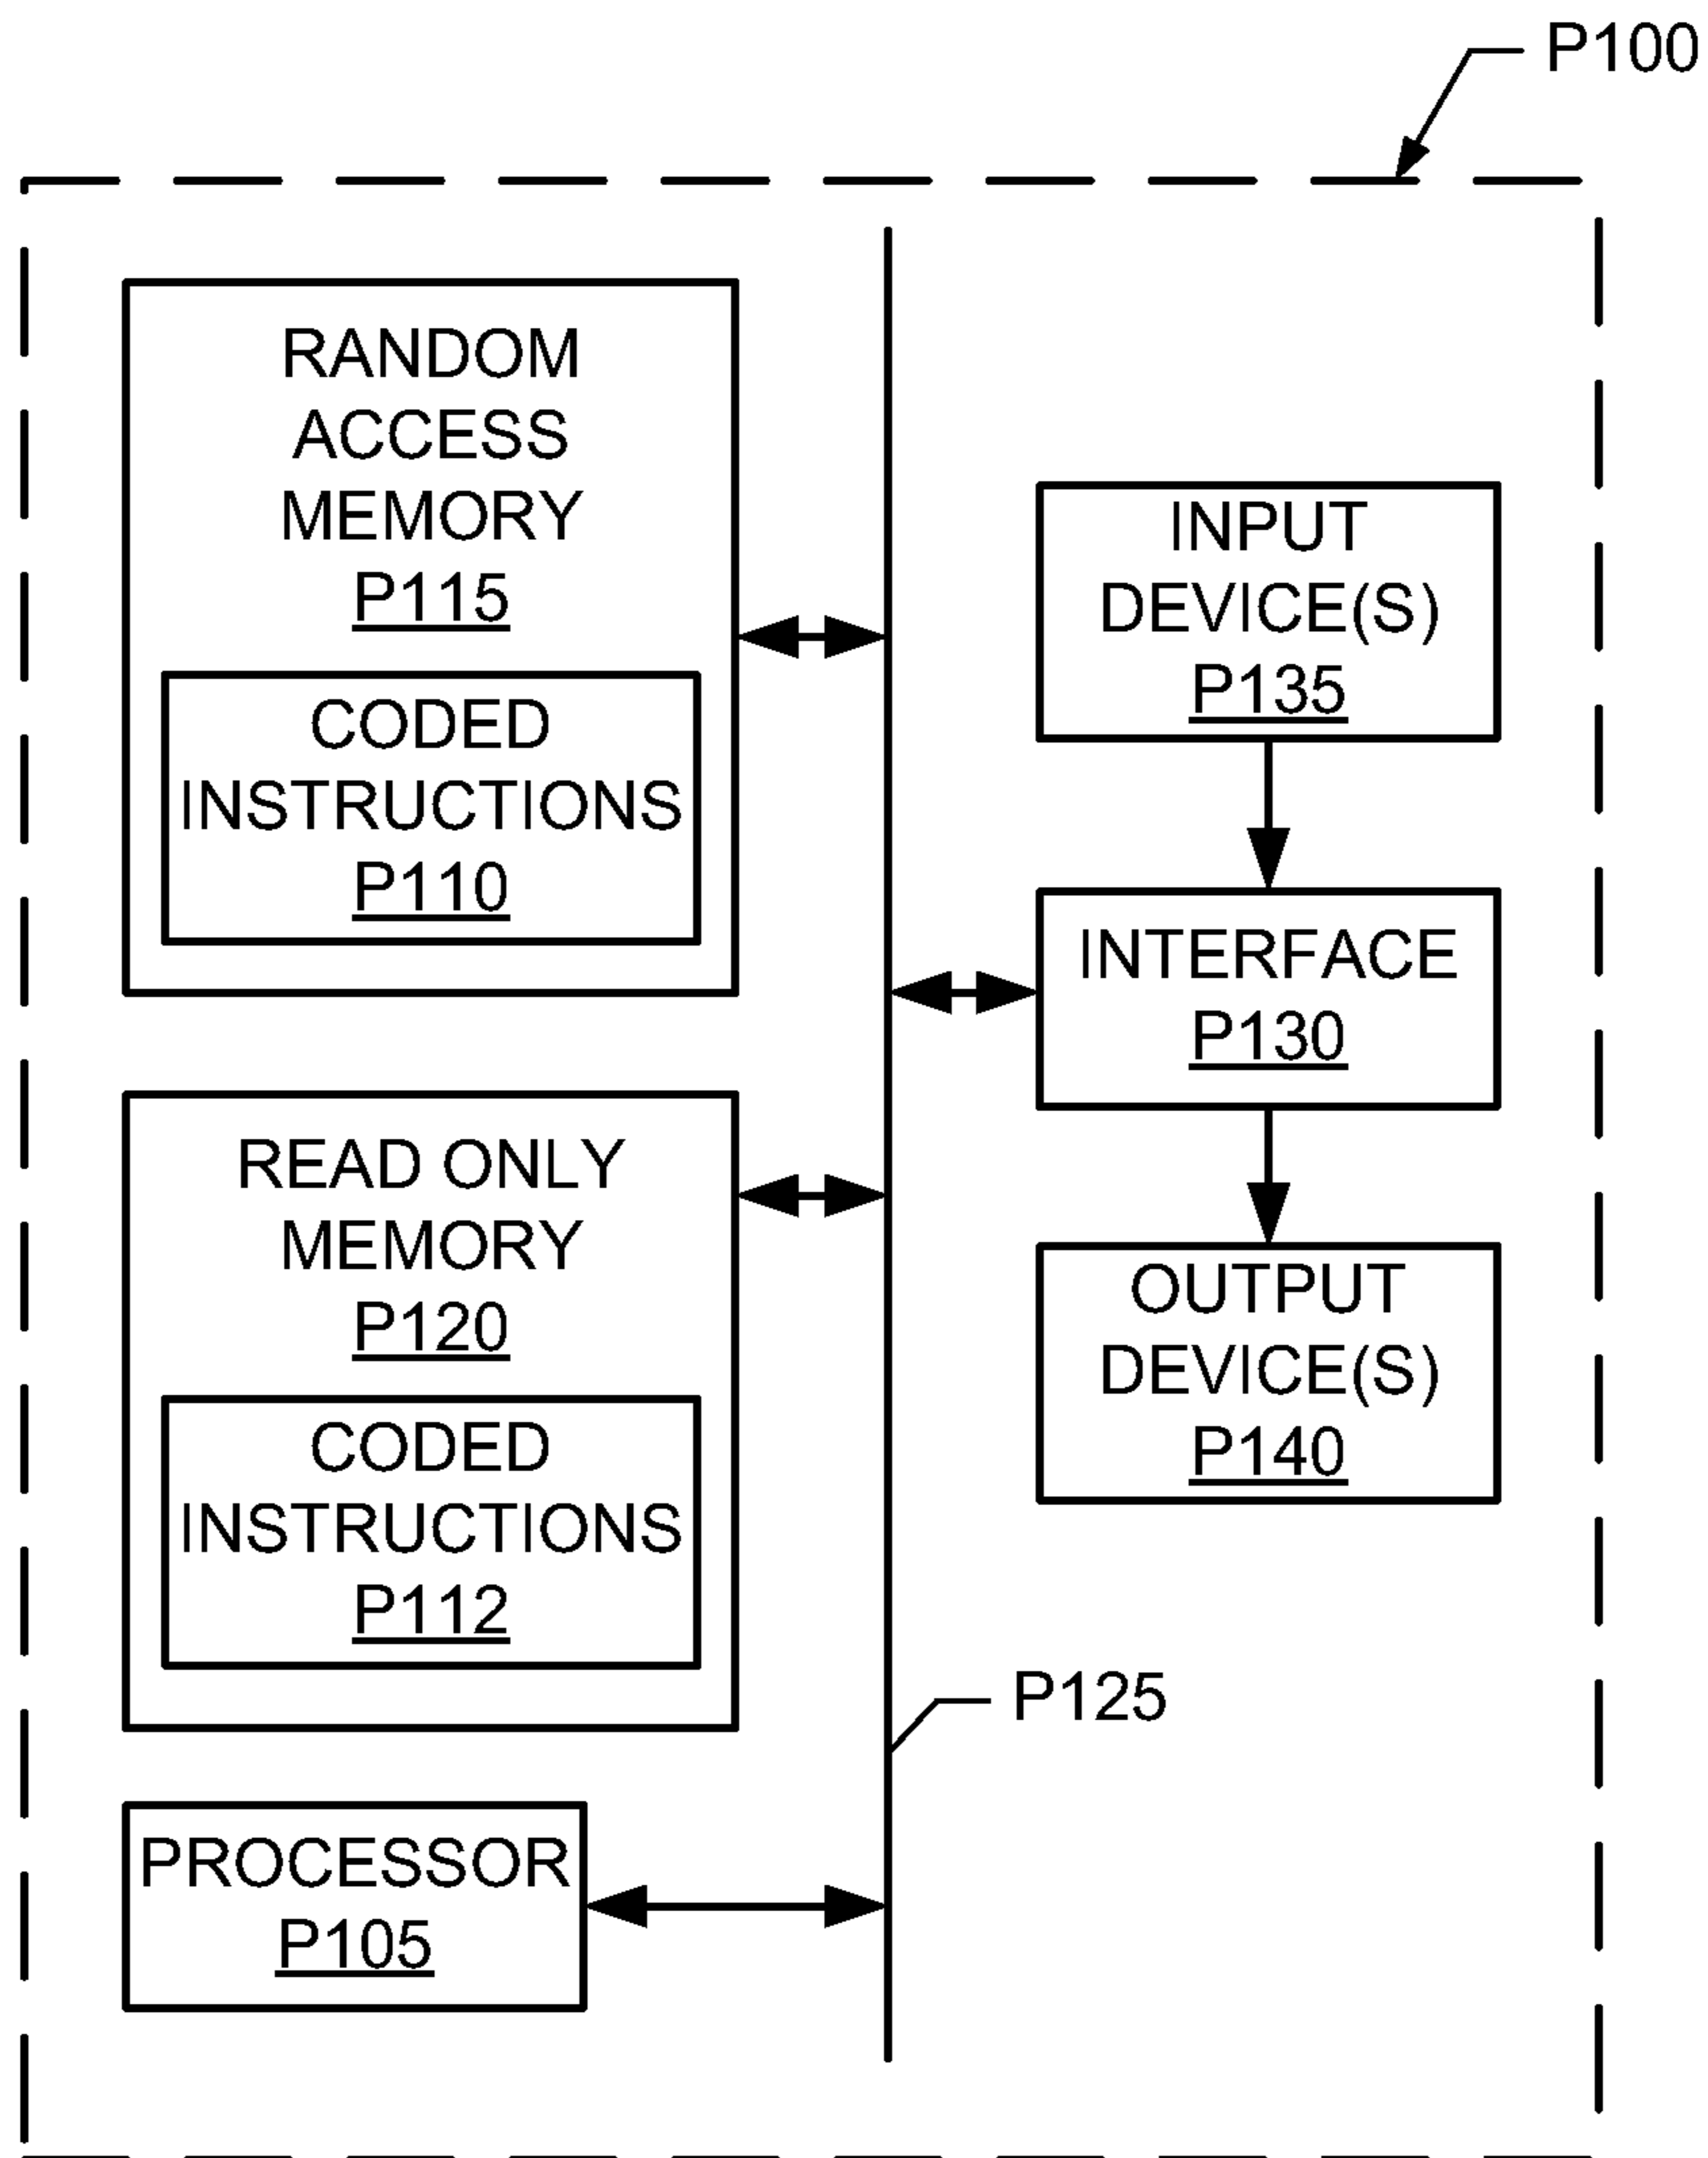 P100
RANDOM
ACCESS
MEMORY
P115
CODED
INSTRUCTIONS
P110
READ ONLY
MEMORY
P120
CODED
INSTRUCTIONS
P112
PROCESSOR
P105
INPUT
DEVICE(S)
P135
INTERFACE
P130
OUTPUT
DEVICE(S)
P140
P125